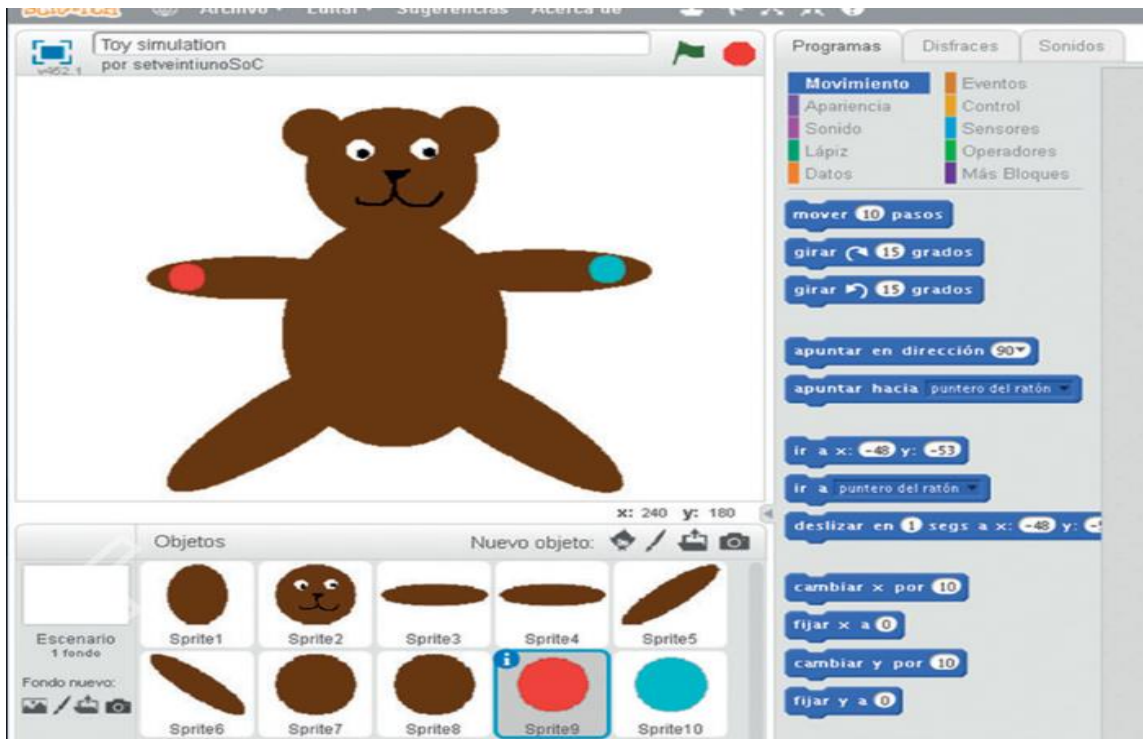 SCRATCH Archivo Editar Sugerencias Acerca de
Toy simulation
v452.1 por setveintiunoSoC
x: 240 y: 180
Objetos Nuevo objeto:
Escenario
1 fondo
Fondo nuevo:
Sprite1 Sprite2 Sprite3 Sprite4 Sprite5
Sprite6 Sprite7 Sprite8 Sprite9 Sprite10
Programas Disfraces Sonidos
Movimiento Eventos
Apariencia Control
Sonido Sensores
Lápiz Operadores
Datos Más Bloques
mover 10 pasos
girar 15 grados
girar 15 grados
apuntar en dirección 90
apuntar hacia puntero del ratón
ir a x: -48 y: -53
ir a puntero del ratón
deslizar en 1 segs a x: -48 y:
cambiar x por 10
fijar x a 0
cambiar y por 10
fijar y a 0